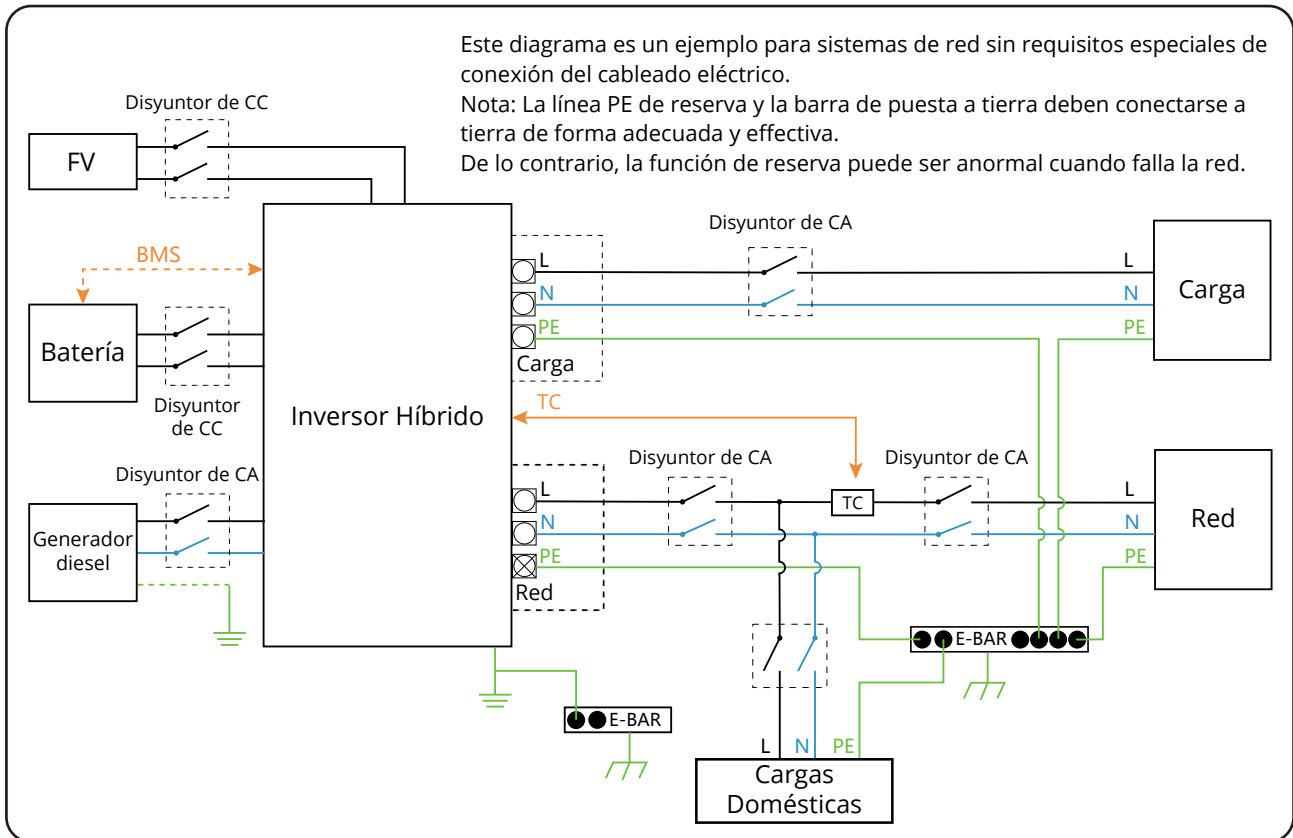 Este diagrama es un ejemplo para sistemas de red sin requisitos especiales de
conexión del cableado eléctrico.
Nota: La línea PE de reserva y la barra de puesta a tierra deben conectarse a
tierra de forma adecuada y effectiva.
De lo contrario, la función de reserva puede ser anormal cuando falla la red.
Disyuntor de CC
FV
BMS
Batería
Disyuntor
de CC
Disyuntor de CA
Generador
diesel
Inversor Híbrido
L
N
PE
Carga
Disyuntor de CA
L
N
PE
Carga
TC
L
N
PE
Red
Disyuntor de CA
TC
Disyuntor de CA
L
N
PE
Red
E-BAR
E-BAR
L
N
PE
Cargas
Domésticas